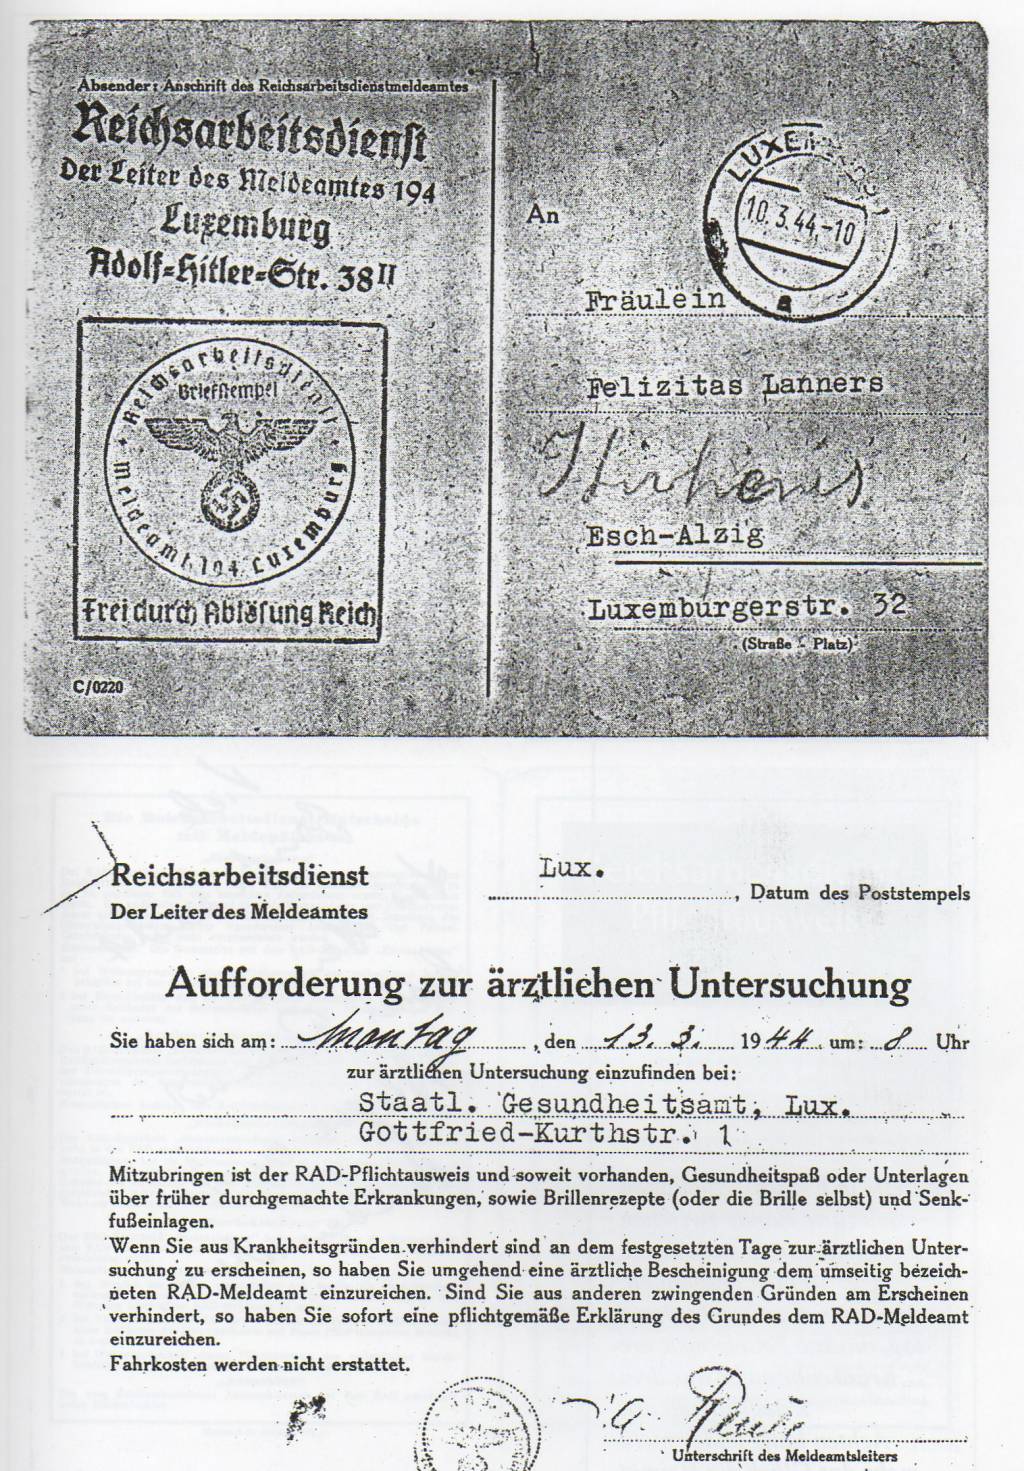 Absender: Anschrift des Reichsarbeitsdienstmeldeamtes
Reichsarbeitsdienst
Der Leiter des Meldeamtes 194
Luxemburg
Adolf-Hitler-Str. 38 II
Reichsarbeitsdienst
Briefstempel
Meldeamt 194 Luxemburg
Frei durch Ablösung Reich
C/0220
An
LUXEMBURG
10.3.44.-10
a
Fräulein
Felizitas Lanners
Esch-Alzig
Luxemburgerstr. 32
(Straße - Platz)
Reichsarbeitsdienst
Der Leiter des Meldeamtes
Lux. , Datum des Poststempels
Aufforderung zur ärztlichen Untersuchung
Sie haben sich am: Montag , den 13. 3. 1944 um: 8 Uhr
zur ärztlichen Untersuchung einzufinden bei:
Staatl. Gesundheitsamt, Lux.
Gottfried-Kurthstr. 1
Mitzubringen ist der RAD-Pflichtausweis und soweit vorhanden, Gesundheitspaß oder Unterlagen
über früher durchgemachte Erkrankungen, sowie Brillenrezepte (oder die Brille selbst) und Senk-
fußeinlagen.
Wenn Sie aus Krankheitsgründen verhindert sind an dem festgesetzten Tage zur ärztlichen Unter-
suchung zu erscheinen, so haben Sie umgehend eine ärztliche Bescheinigung dem umseitig bezeich-
neten RAD-Meldeamt einzureichen. Sind Sie aus anderen zwingenden Gründen am Erscheinen
verhindert, so haben Sie sofort eine pflichtgemäße Erklärung des Grundes dem RAD-Meldeamt
einzureichen.
Fahrkosten werden nicht erstattet.
Unterschrift des Meldeamtsleiters